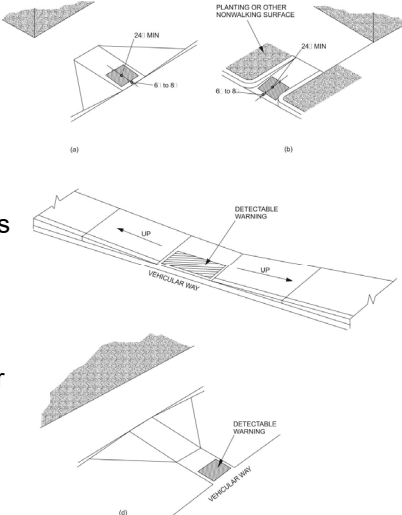 PLANTING OR OTHER
NONWALKING SURFACE
24▯ MIN
6▯ to 8▯
(a)
24▯ MIN
6▯ to 8
(b)
s
DETECTABLE
WARNING
UP
UP
VEHICULAR WAY
r
DETECTABLE
WARNING
VEHICULAR WAY
(d)